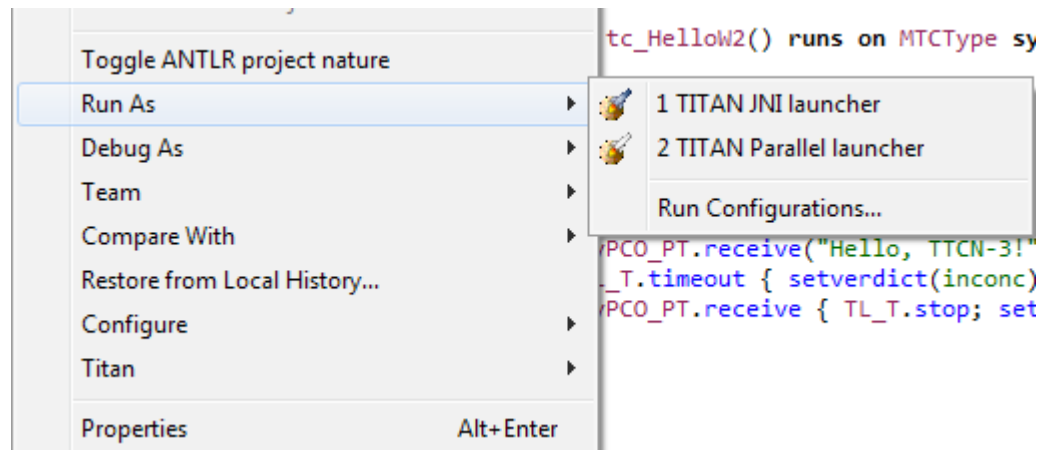 tc_HelloW2() runs on MTCType sy
Toggle ANTLR project nature
Run As
1 TITAN JNI launcher
Debug As
2 TITAN Parallel launcher
Team
Run Configurations...
Compare With
PCO_PT.receive("Hello, TTCN-3!"
Restore from Local History...
_T.timeout { setverdict(inconc)
PCO_PT.receive { TL_T.stop; set
Configure
Titan
Properties Alt+Enter